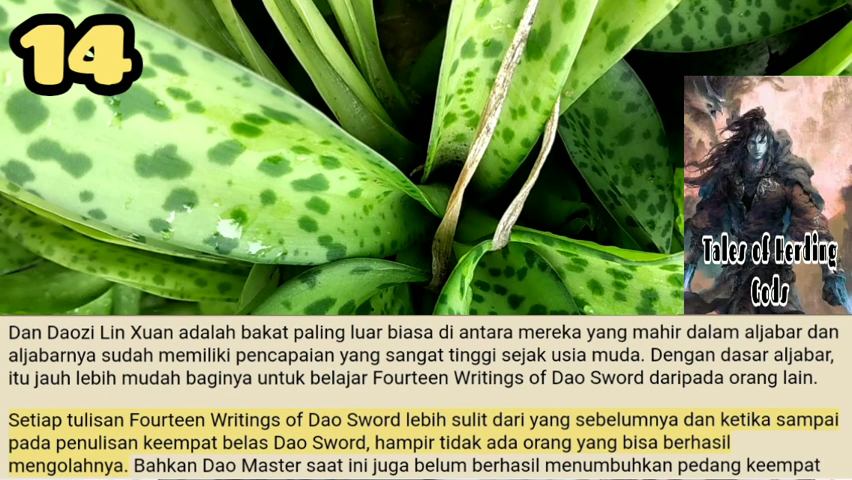 14
Tales of Herding
Gods
Dan Daozi Lin Xuan adalah bakat paling luar biasa di antara mereka yang mahir dalam aljabar dan
aljabarnya sudah memiliki pencapaian yang sangat tinggi sejak usia muda. Dengan dasar aljabar,
itu jauh lebih mudah baginya untuk belajar Fourteen Writings of Dao Sword daripada orang lain.
Setiap tulisan Fourteen Writings of Dao Sword lebih sulit dari yang sebelumnya dan ketika sampai
pada penulisan keempat belas Dao Sword, hampir tidak ada orang yang bisa berhasil
mengolahnya. Bahkan Dao Master saat ini juga belum berhasil menumbuhkan pedang keempat